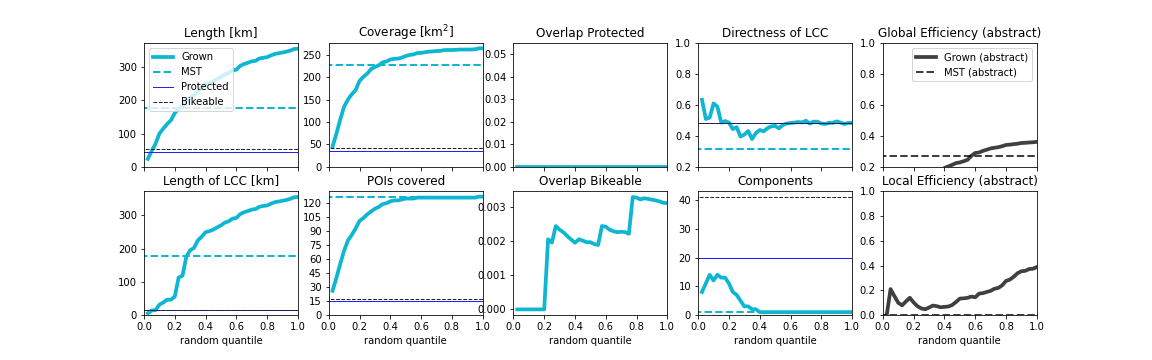 Length [km]
Coverage [km²]
Overlap Protected
Directness of LCC
Global Efficiency (abstract)
Grown
MST
Protected
Bikeable
Grown (abstract)
MST (abstract)
300
200
100
0
250
200
150
100
50
0
0.05
0.04
0.03
0.02
0.01
0.00
1.0
0.8
0.6
0.4
0.2
1.0
0.8
0.6
0.4
0.2
Length of LCC [km]
POIs covered
Overlap Bikeable
Components
Local Efficiency (abstract)
300
200
100
0
120
105
90
75
60
45
30
15
0
0.003
0.002
0.001
0.000
40
30
20
10
0
1.0
0.8
0.6
0.4
0.2
0.0
0.0 0.2 0.4 0.6 0.8 1.0
0.0 0.2 0.4 0.6 0.8 1.0
0.0 0.2 0.4 0.6 0.8 1.0
0.0 0.2 0.4 0.6 0.8 1.0
0.0 0.2 0.4 0.6 0.8 1.0
random quantile
random quantile
random quantile
random quantile
random quantile